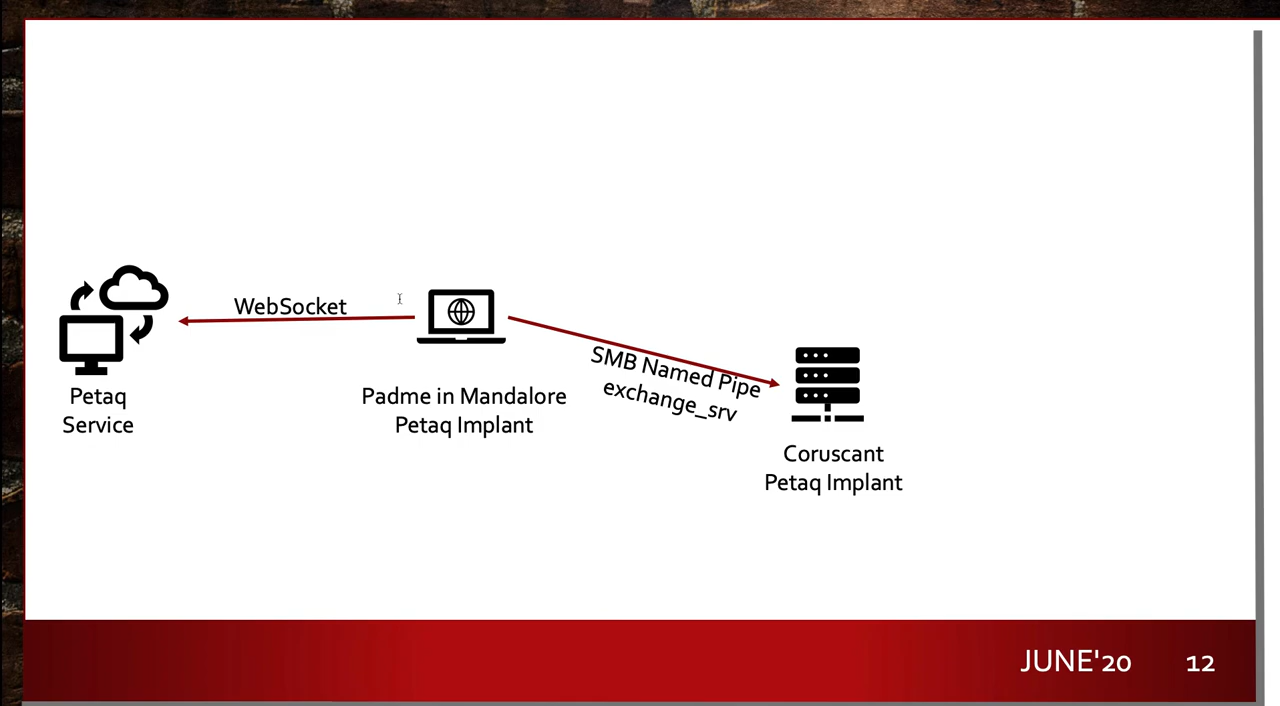 WebSocket
Petaq
Service
Padme in Mandalore
Petaq Implant
SMB Named Pipe
exchange_srv
Coruscant
Petaq Implant
JUNE'20
12